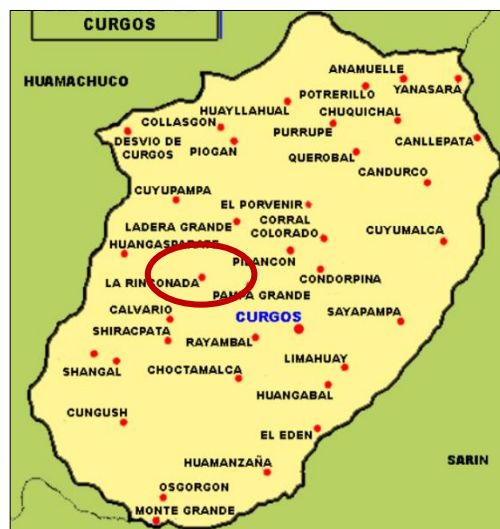 CURGOS
HUAMACHUCO
ANAMUELLE
POTRERILLO
YANASARA
HUAYLLAHUAL
CHUQUICHAL
COLLASGON
PURRUPE
DESVIO DE
CURGOS
PIOGAN
CANLLEPATA
QUEROBAL
CANDURCO
CUYUPAMPA
EL PORVENIR
LADERA GRANDE
CORRAL
COLORADO
CUYUMALCA
PILANCON
LA RINCONADA
CONDORPINA
PAMPA GRANDE
CALVARIO
CURGOS
SAYAPAMPA
SHIRACPATA
RAYAMBAL
SHANGAL
CHOCTAMALCA
LIMAHUAY
HUANGABAL
CUNGUSH
EL EDEN
SARIN
HUAMANZAÑA
OSGORGON
MONTE GRANDE